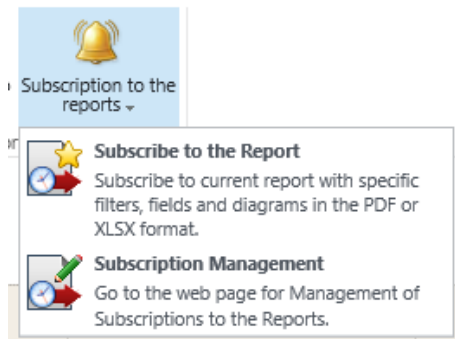 Subscription to the
reports
Subscribe to the Report
Subscribe to current report with specific
filters, fields and diagrams in the PDF or
XLSX format.
Subscription Management
Go to the web page for Management of
Subscriptions to the Reports.